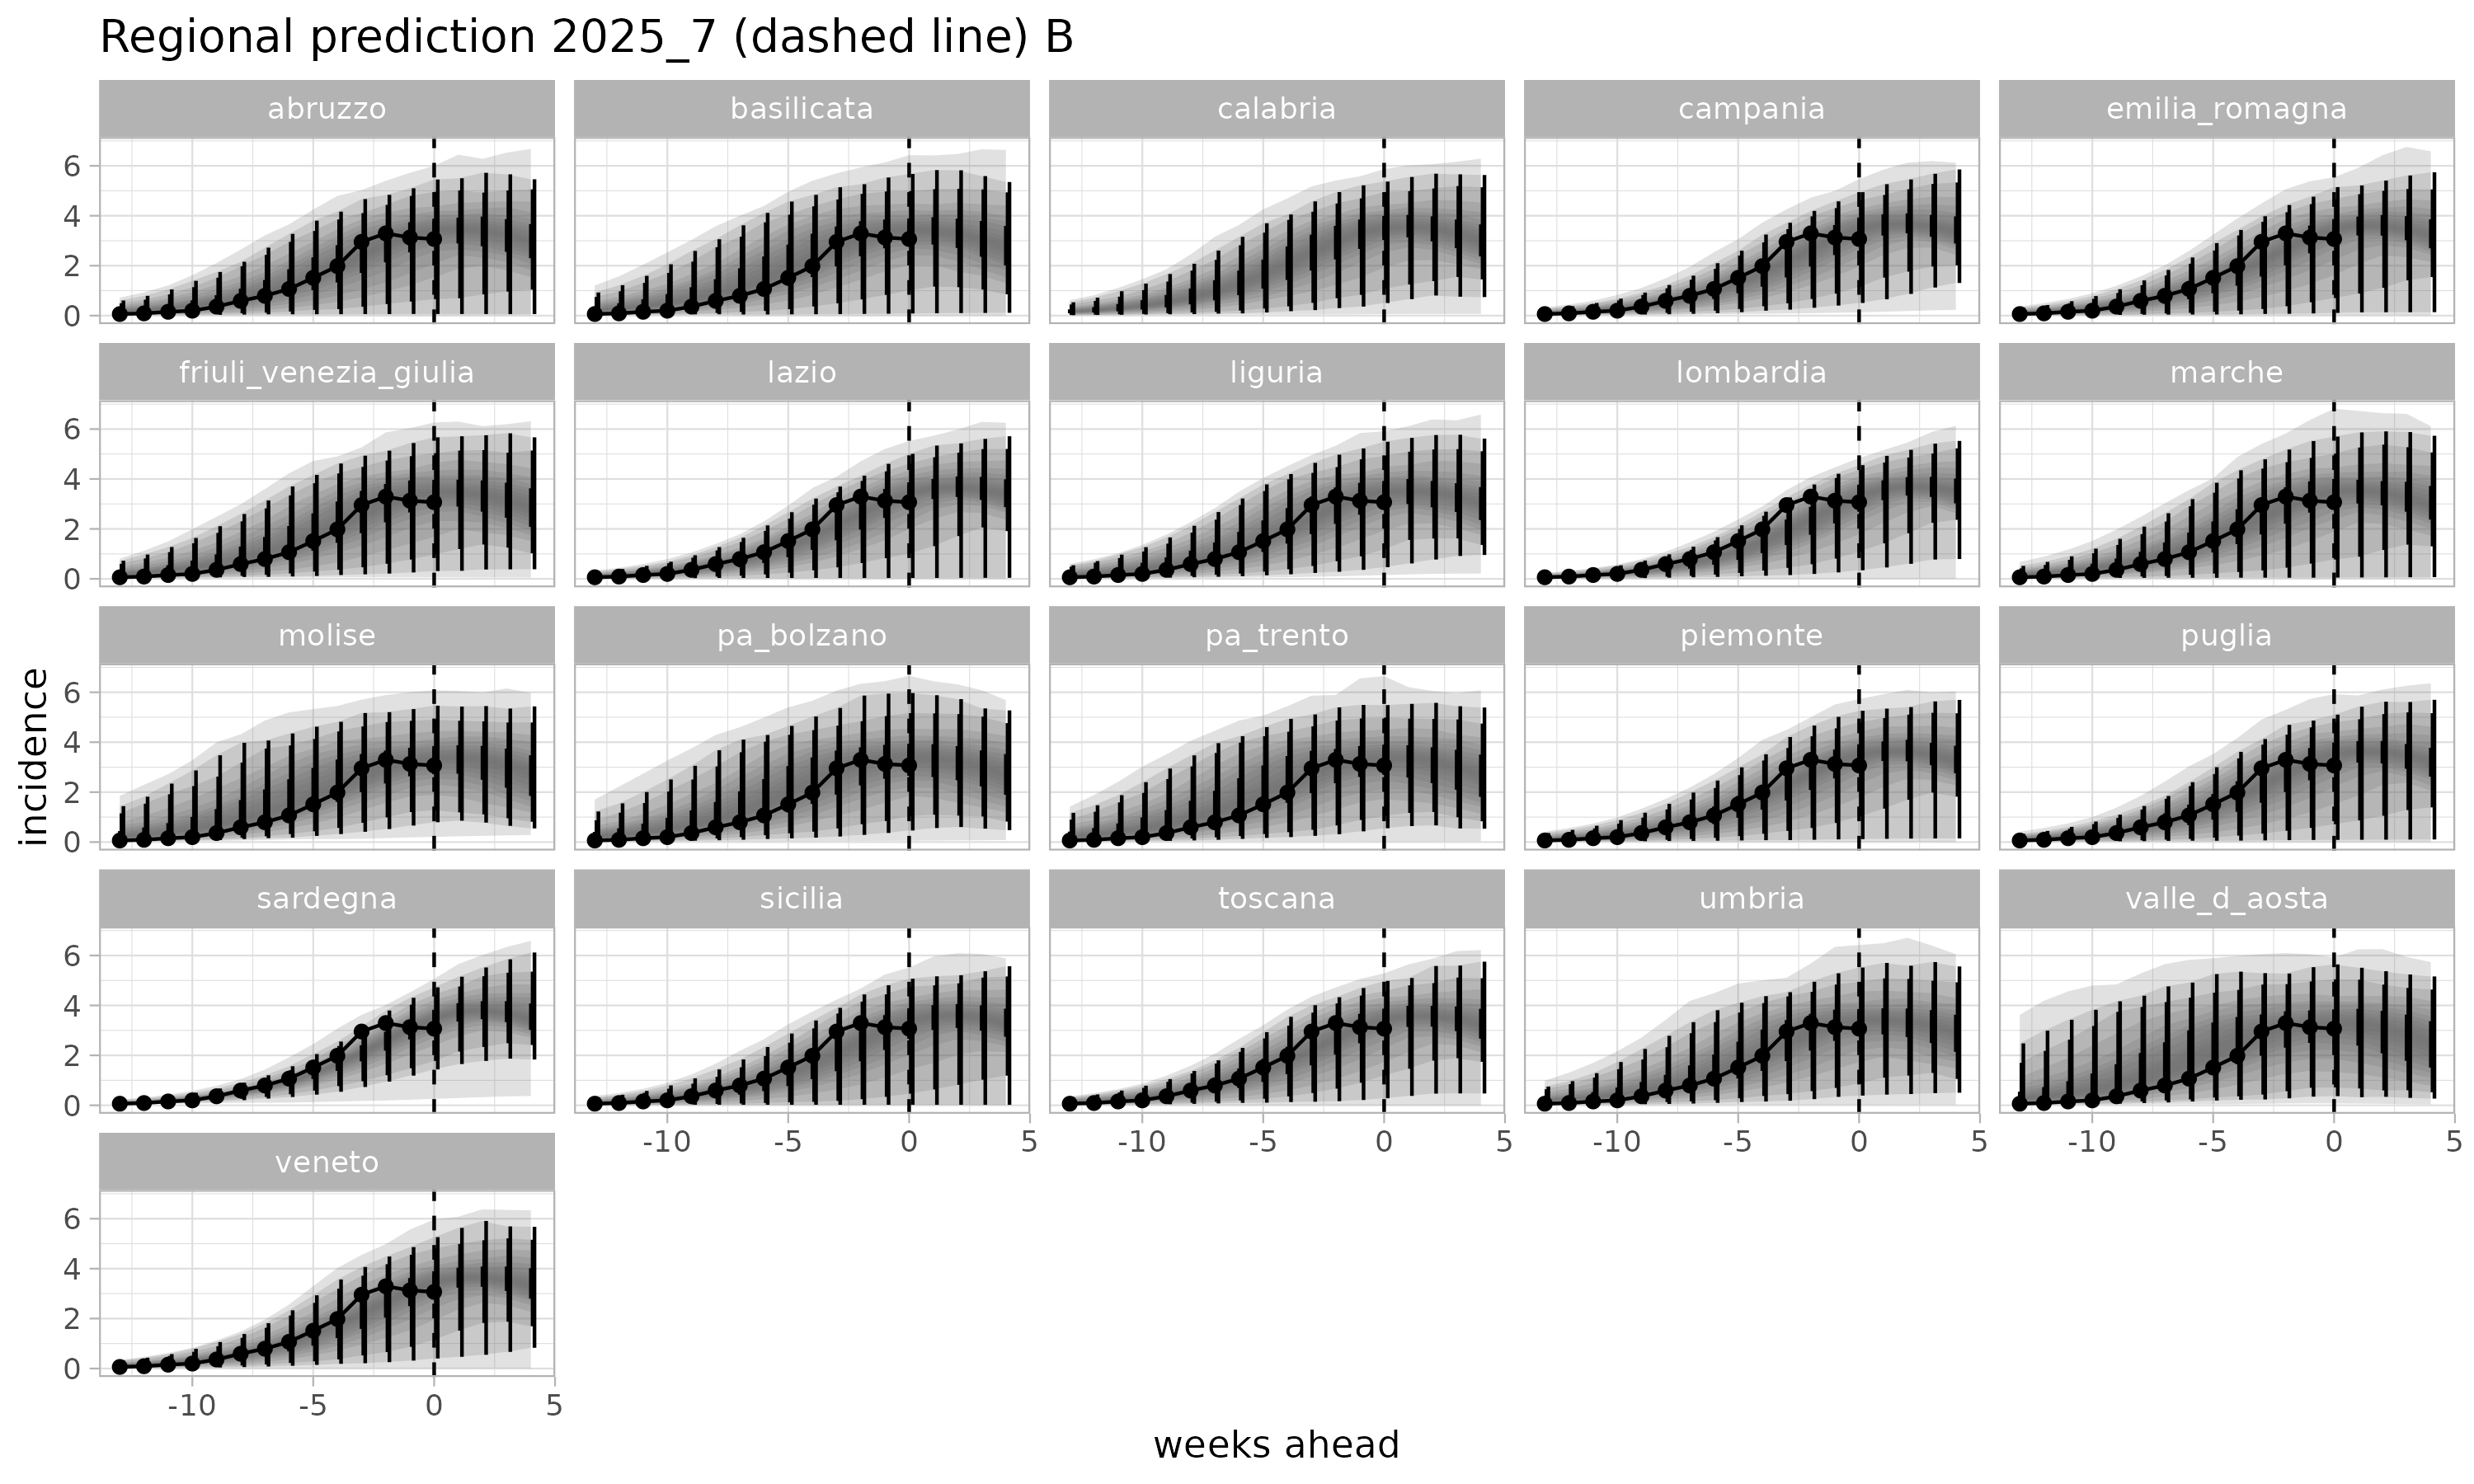 Regional prediction 2025_7 (dashed line) B
abruzzo basilicata calabria campania emilia_romagna
6
4
2
0
friuli_venezia_giulia lazio liguria lombardia marche
6
4
2
0
molise pa_bolzano pa_trento piemonte puglia
6
4
2
0
incidence
sardegna sicilia toscana umbria valle_d_aosta
6
4
2
0
-10 -5 0 5 -10 -5 0 5 -10 -5 0 5 -10 -5 0 5
veneto
6
4
2
0
-10 -5 0 5
weeks ahead